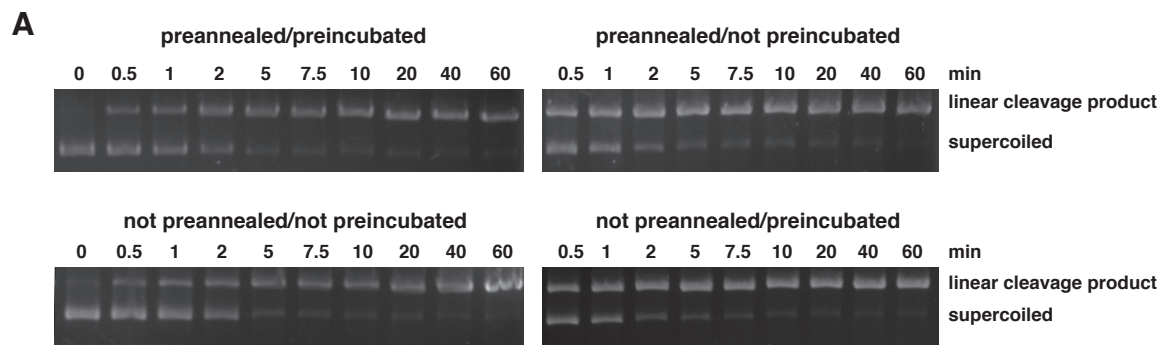 A
preannealed/preincubated
preannealed/not preincubated
0 0.5 1 2 5 7.5 10 20 40 60
0.5 1 2 5 7.5 10 20 40 60 min
linear cleavage product
supercoiled
not preannealed/not preincubated
not preannealed/preincubated
0 0.5 1 2 5 7.5 10 20 40 60
0.5 1 2 5 7.5 10 20 40 60 min
linear cleavage product
supercoiled